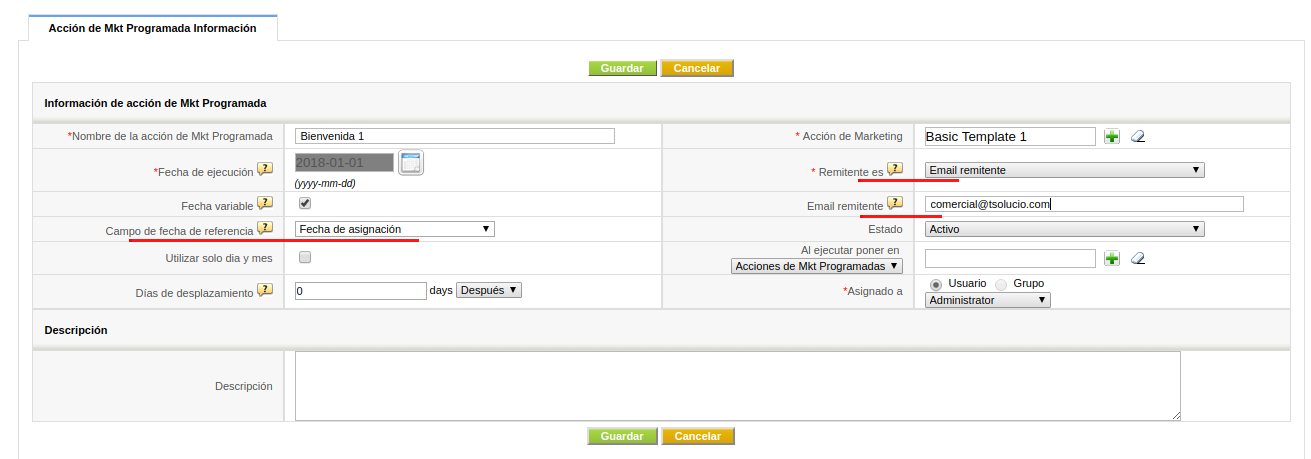 Acción de Mkt Programada Información
Guardar Cancelar
Información de acción de Mkt Programada
*Nombre de la acción de Mkt Programada Bienvenida 1 * Acción de Marketing Basic Template 1
*Fecha de ejecución ? 2018-01-01 * Remitente es ? Email remitente
(yyyy-mm-dd)
Fecha variable ? Email remitente ? comercial@tsolucio.com
Campo de fecha de referencia ? Fecha de asignación Estado Activo
Utilizar solo dia y mes Al ejecutar poner en
Acciones de Mkt Programadas
Días de desplazamiento ? 0 days Después *Asignado a Usuario Grupo
Administrator
Descripción
Descripción
Guardar Cancelar